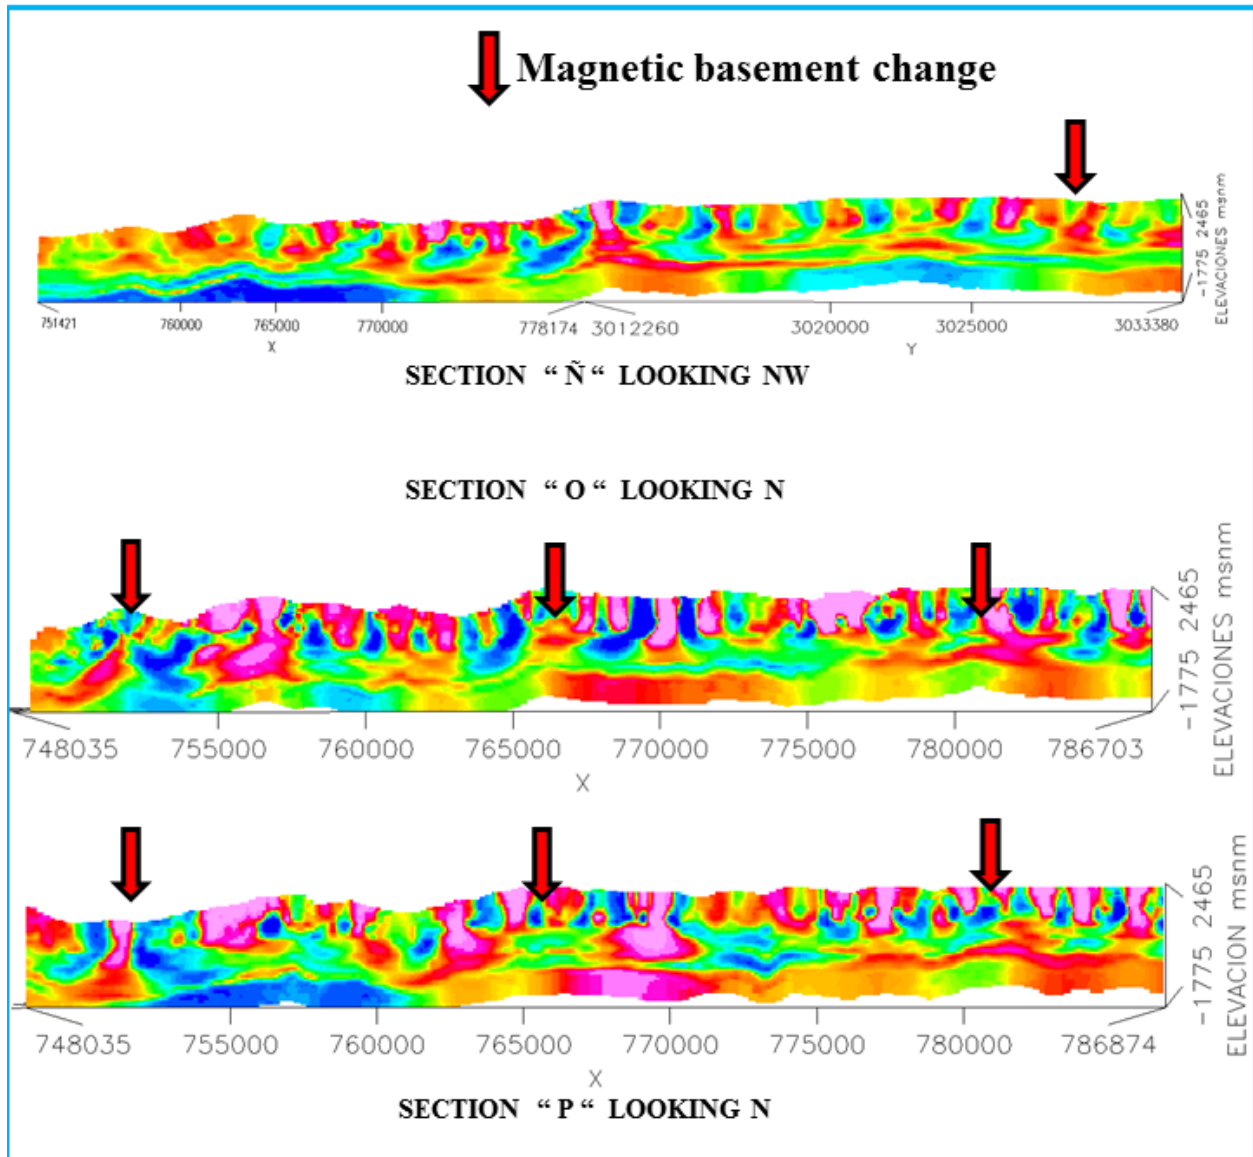 Magnetic basement change
ELEVACIONES msnm
-1775 2465
751421 760000 765000 770000 778174 3012260 3020000 3025000 3033380
X Y
SECTION “ Ñ “ LOOKING NW
SECTION “ O “ LOOKING N
ELEVACIONES msnm
-1775 2465
748035 755000 760000 765000 770000 775000 780000 786703
X
ELEVACION msnm
-1775 2465
748035 755000 760000 765000 770000 775000 780000 786874
X
SECTION “ P “ LOOKING N